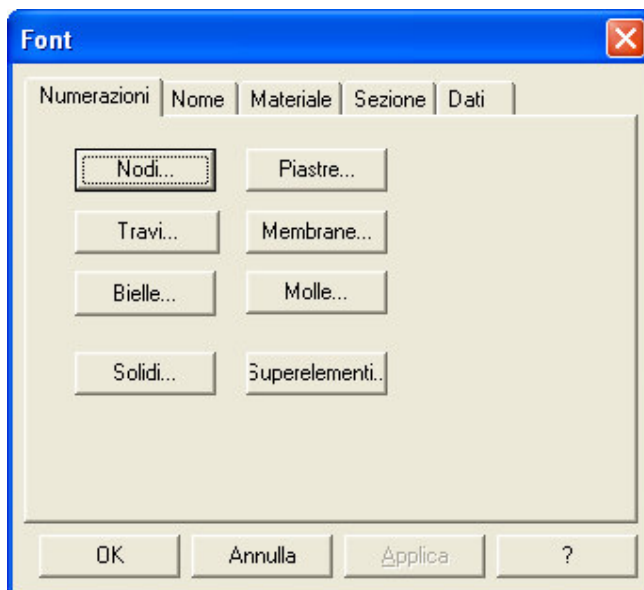 Font
Numerazioni Nome Materiale Sezione Dati
Nodi... Piastre...
Travi... Membrane...
Bielle... Molle...
Solidi... Superelementi..
OK Annulla Applica ?